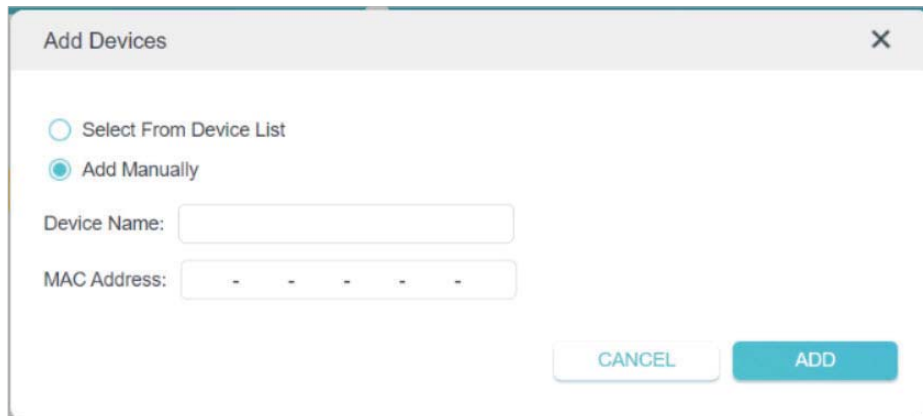 Add Devices ×
Select From Device List
Add Manually
Device Name:
MAC Address: - - - - -
CANCEL ADD